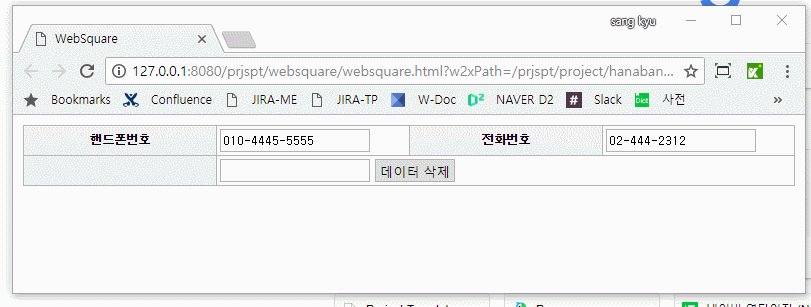 sang kyu
WebSquare
127.0.0.1:8080/prjspt/websquare/websquare.html?w2xPath=/prjspt/project/hanaban...
Bookmarks Confluence JIRA-ME JIRA-TP W-Doc NAVER D2 Slack 사전 »
핸드폰번호 010-4445-5555 전화번호 02-444-2312
데이터 삭제